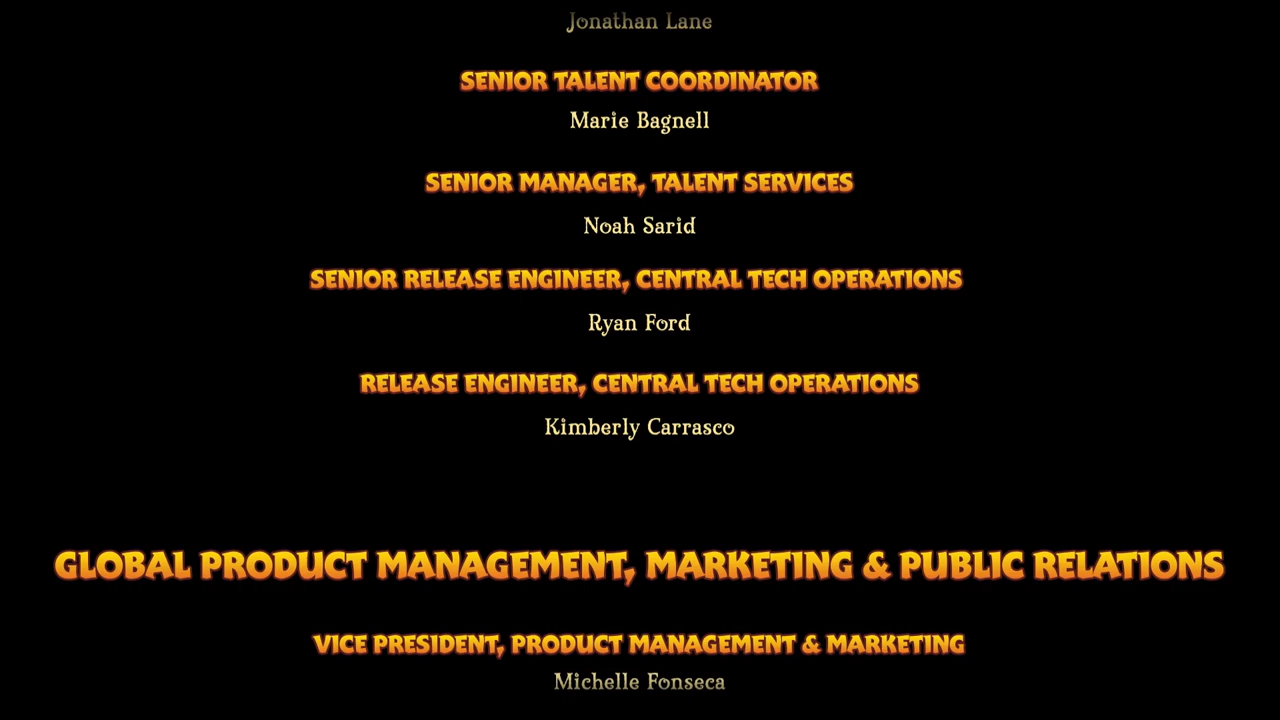 Jonathan Lane
SENIOR TALENT COORDINATOR
Marie Bagnell
SENIOR MANAGER, TALENT SERVICES
Noah Sarid
SENIOR RELEASE ENGINEER, CENTRAL TECH OPERATIONS
Ryan Ford
RELEASE ENGINEER, CENTRAL TECH OPERATIONS
Kimberly Carrasco
GLOBAL PRODUCT MANAGEMENT, MARKETING & PUBLIC RELATIONS
VICE PRESIDENT, PRODUCT MANAGEMENT & MARKETING
Michelle Fonseca